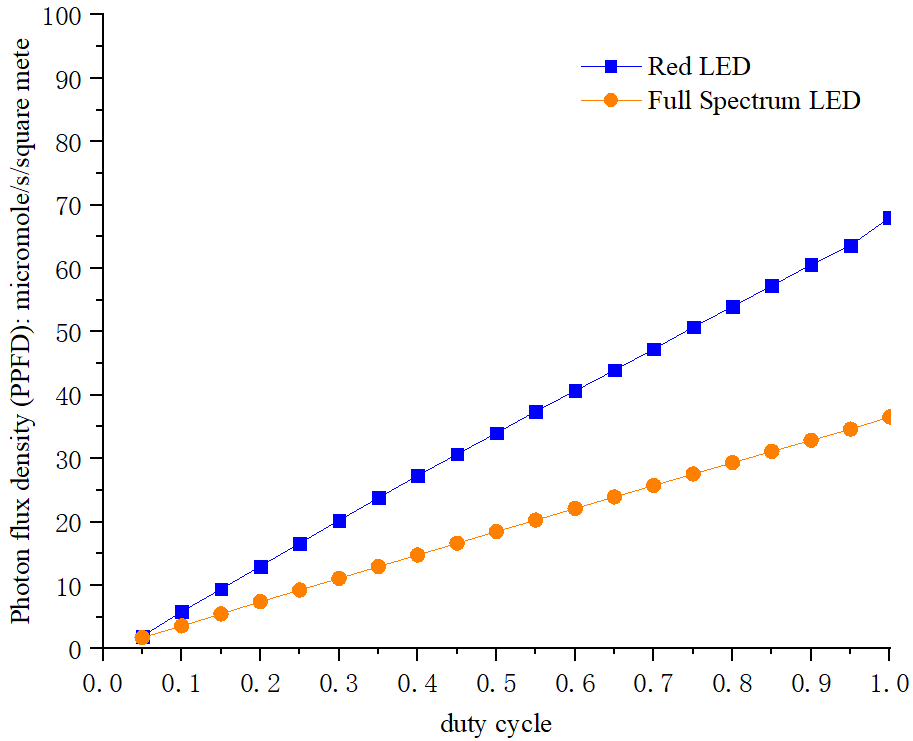 Photon flux density (PPFD): micromole/s/square mete
100
90
80
70
60
50
40
30
20
10
0
Red LED
Full Spectrum LED
0.0 0.1 0.2 0.3 0.4 0.5 0.6 0.7 0.8 0.9 1.0
duty cycle